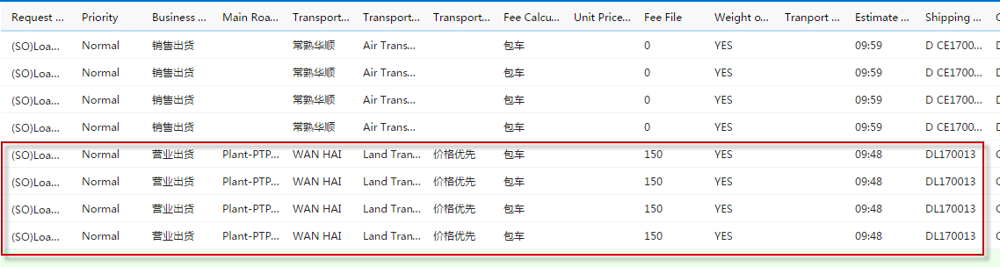 Request ... Priority Business ... Main Roa... Transport... Transport... Transport... Fee Calcu... Unit Price... Fee File Weight o... Tranport ... Estimate ... Shipping ...
(SO)Loa... Normal 销售出货 常熟华顺 Air Trans... 包车 0 YES 09:59 D CE1700...
(SO)Loa... Normal 销售出货 常熟华顺 Air Trans... 包车 0 YES 09:59 D CE1700...
(SO)Loa... Normal 销售出货 常熟华顺 Air Trans... 包车 0 YES 09:59 D CE1700...
(SO)Loa... Normal 销售出货 常熟华顺 Air Trans... 包车 0 YES 09:59 D CE1700...
(SO)Loa... Normal 营业出货 Plant-PTP... WAN HAI Land Tran... 价格优先 包车 150 YES 09:48 DL170013
(SO)Loa... Normal 营业出货 Plant-PTP... WAN HAI Land Tran... 价格优先 包车 150 YES 09:48 DL170013
(SO)Loa... Normal 营业出货 Plant-PTP... WAN HAI Land Tran... 价格优先 包车 150 YES 09:48 DL170013
(SO)Loa... Normal 营业出货 Plant-PTP... WAN HAI Land Tran... 价格优先 包车 150 YES 09:48 DL170013